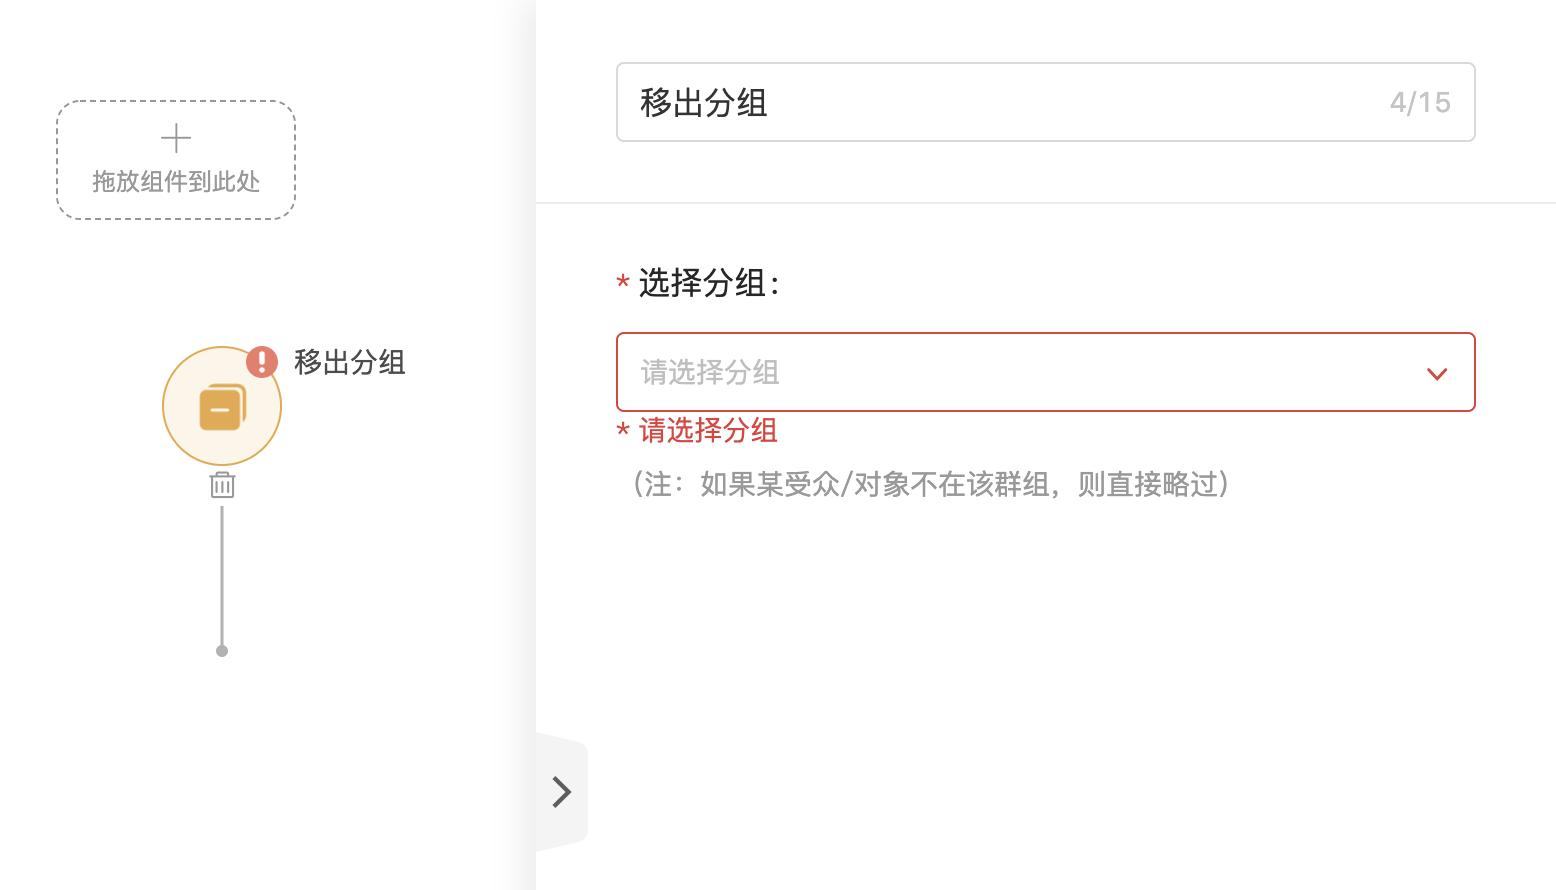 拖放组件到此处
移出分组
移出分组
4/15
* 选择分组：
请选择分组
* 请选择分组
（注：如果某受众/对象不在该群组，则直接略过）